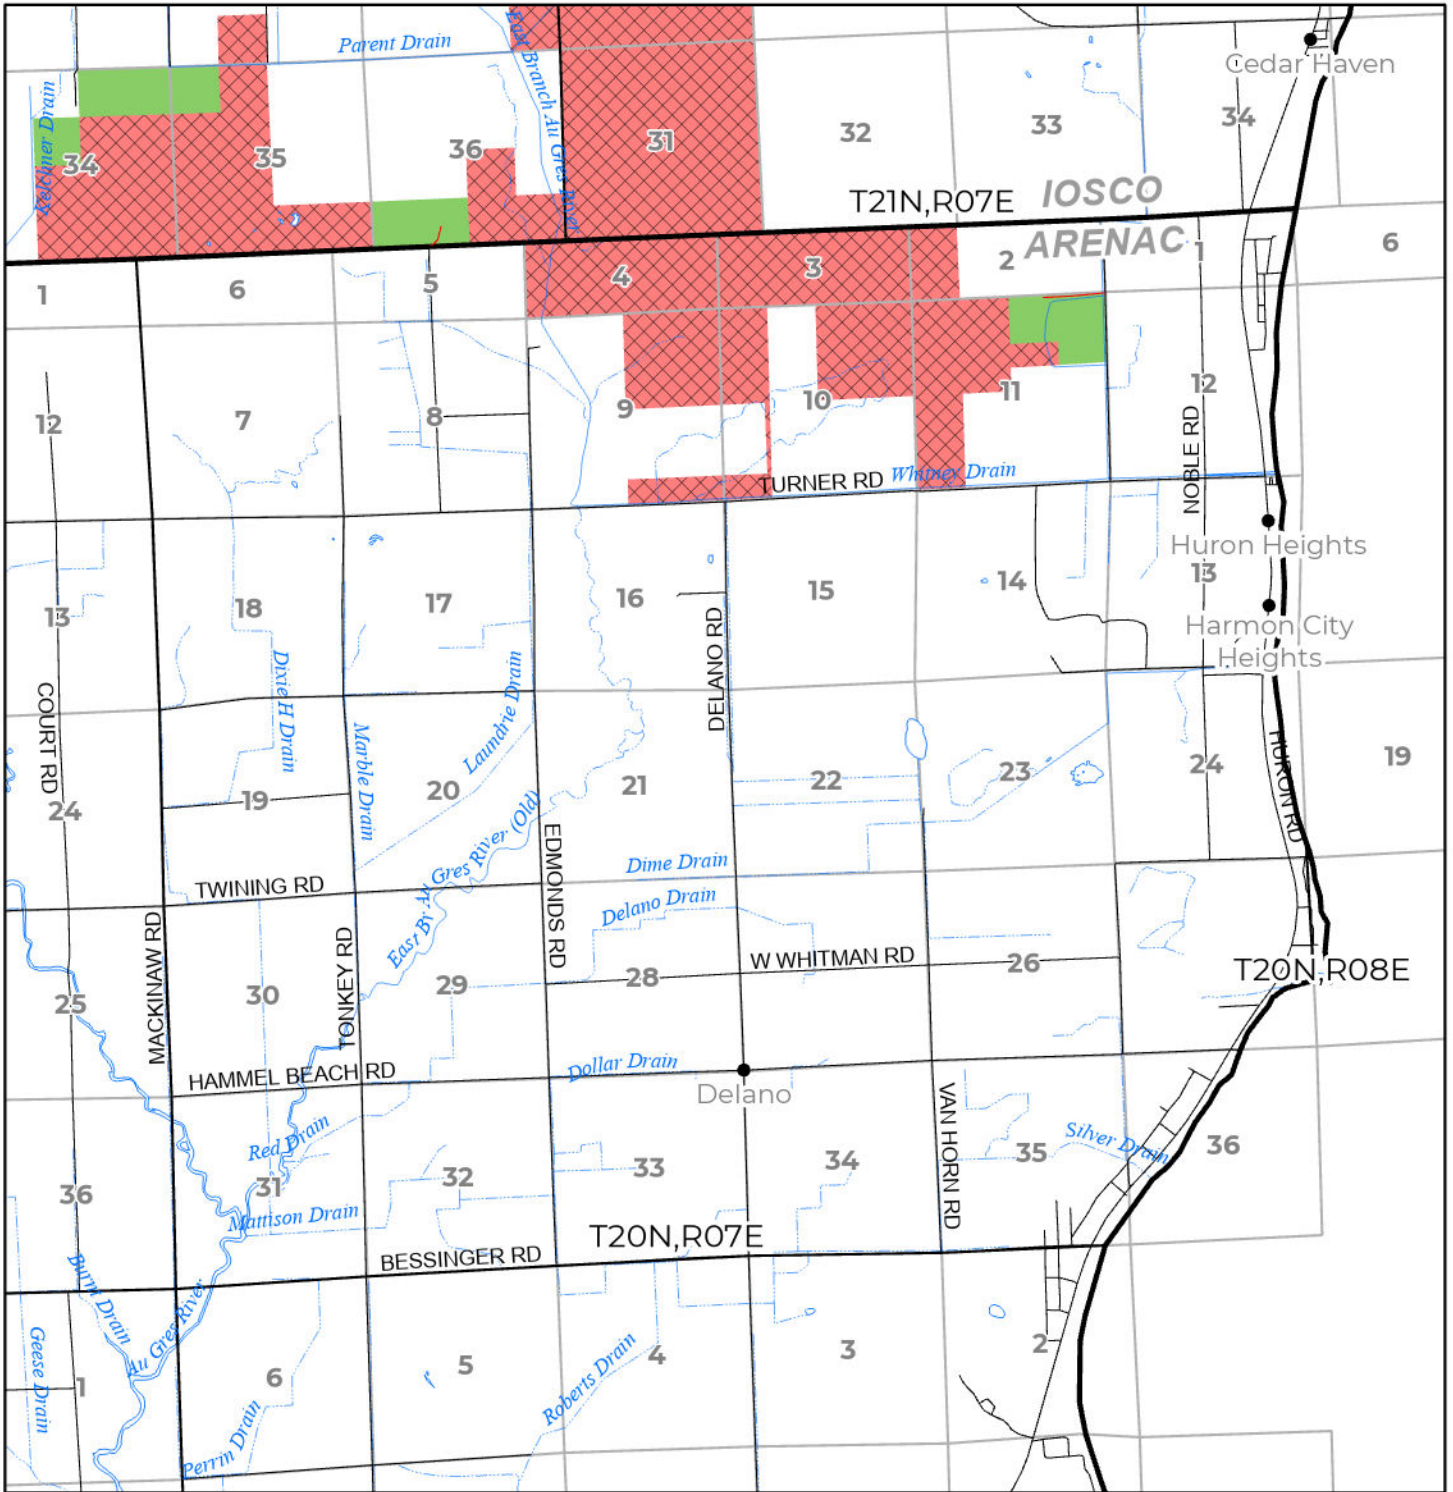 Parent Drain
East Branch Au Gres River
Cedar Haven
Kelchner Drain
34
35
36
31
32
33
34
T21N,R07E
IOSCO
ARENAC
1
6
5
4
3
2
1
6
12
7
8
9
10
11
12
NOBLE RD
TURNER RD
Whitney Drain
Huron Heights
13
18
17
16
15
14
13
Harmon City
Heights
COURT RD
Dixie H Drain
Marble Drain
Laundrie Drain
DELANO RD
HURON RD
24
19
20
21
22
23
24
19
East Br Au Gres River (Old)
EDMONDS RD
Dime Drain
TWINING RD
Delano Drain
MACKINAW RD
TONKEY RD
W WHITMAN RD
25
30
29
28
26
T20N,R08E
HAMMEL BEACH RD
Dollar Drain
Delano
VAN HORN RD
Red Drain
Silver Drain
36
31
32
33
34
35
36
Mattison Drain
T20N,R07E
BESSINGER RD
Burnt Drain
Au Gres River
Geese Drain
1
6
5
4
3
2
Roberts Drain
Perrin Drain